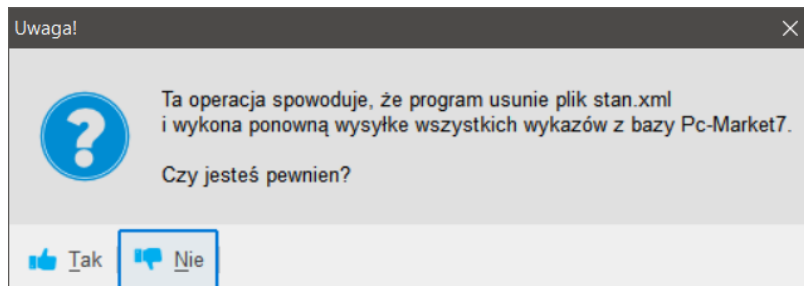 Uwaga!
Ta operacja spowoduje, że program usunie plik stan.xml
i wykona ponowną wysyłke wszystkich wykazów z bazy Pc-Market7.
Czy jesteś pewnien?
Tak
Nie